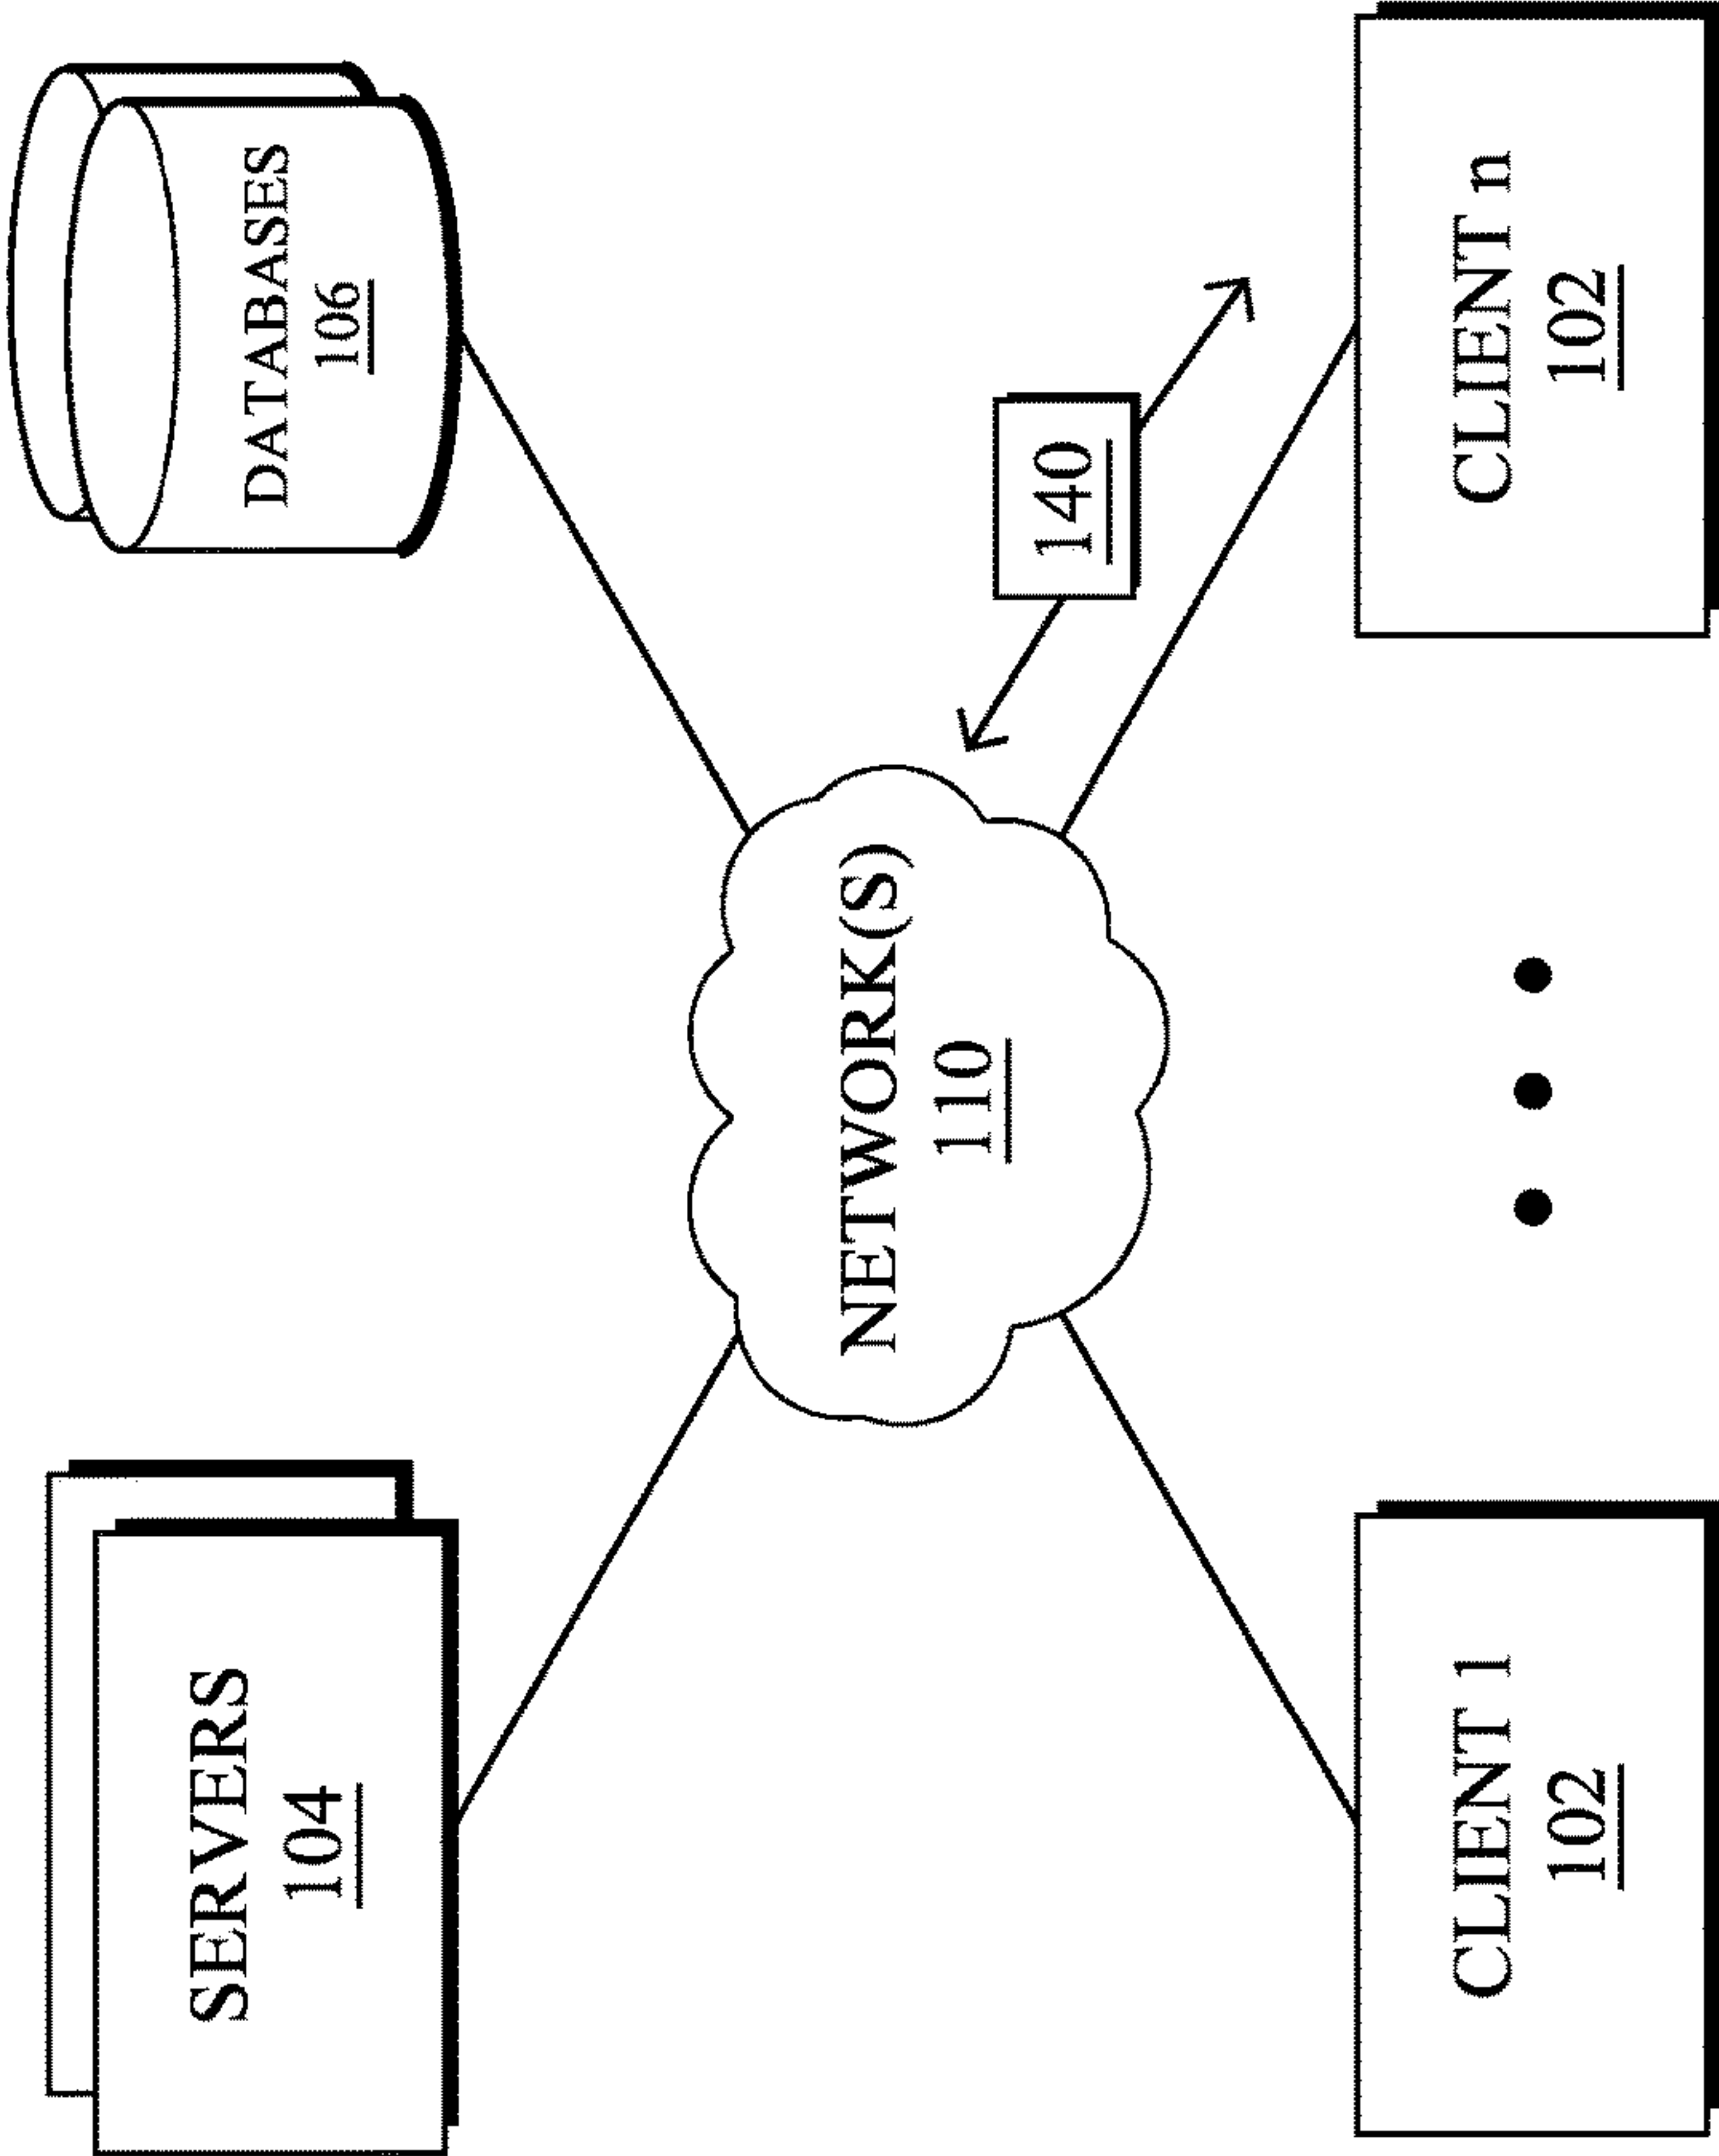 SERVERS
104
DATABASES
106
NETWORK(S)
110
140
CLIENT 1
102
CLIENT n
102